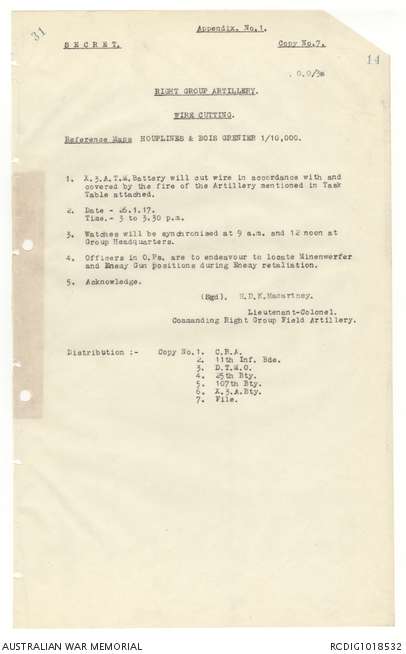 31
Appendix. No.1.
SECRET.
Copy No.7.
14
O.O/38
RIGHT GROUP ARTILLERY.
WIRE CUTTING.
Reference Maps HOUPLINES & BOIS GRENIER 1/10,000.
1. X.3.A.T.M.Battery will cut wire in accordance with and
covered by the fire of the Artillery mentioned in Task
Table attached.
2. Date - 26.1.17.
Time.- 3 to 3.30 p.m.
3. Watches will be synchronised at 9 a.m. and 12 noon at
Group Headquarters.
4. Officers in O.Ps. are to endeavour to locate Minenwerfer
and Enemy Gun positions during Enemy retaliation.
5. Acknowledge.
(Sgd). H.D.K. Macartney.
Lieutenant-Colonel.
Commanding Right Group Field Artillery.
Distribution :- Copy No.1. C.R.A.
2. 11th Inf. Bde.
3. D.T.M.O.
4. 25th Bty.
5. 107th Bty.
6. X.3.A.Bty.
7. File.
AUSTRALIAN WAR MEMORIAL
RCDIG1018532